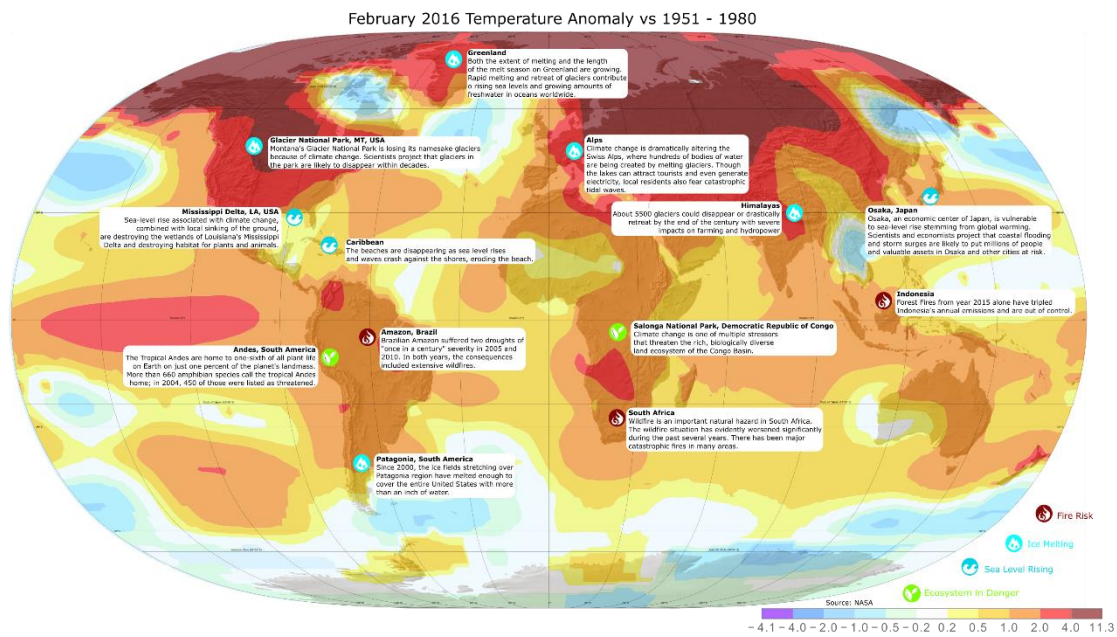 February 2016 Temperature Anomaly vs 1951 - 1980
Greenland
Both the extent of melting and the length
of the melt season on Greenland are growing.
Rapid melting and retreat of glaciers contribute
o rising sea levels and growing amounts of
freshwater in oceans worldwide.
Glacier National Park, MT, USA
Montana's Glacier National Park is losing its namesake glaciers
because of climate change. Scientists project that glaciers in
the park are likely to disappear within decades.
Alps
Climate change is dramatically altering the
Swiss Alps, where hundreds of bodies of water
are being created by melting glaciers. Though
the lakes can attract tourists and even generate
electricity, local residents also fear catastrophic
tidal waves.
Mississippi Delta, LA, USA
Sea-level rise associated with climate change,
combined with local sinking of the ground,
are destroying the wetlands of Louisiana's Mississippi
Delta and destroying habitat for plants and animals.
Himalayas
About 5500 glaciers could disappear or drastically
retreat by the end of the century with severe
impacts on farming and hydropower
Osaka, Japan
Osaka, an economic center of Japan, is vulnerable
to sea-level rise stemming from global warming.
Scientists and economists project that coastal flooding
and storm surges are likely to put millions of people
and valuable assets in Osaka and other cities at risk.
Caribbean
The beaches are disappearing as sea level rises
and waves crash against the shores, eroding the beach.
Indonesia
Forest Fires from year 2015 alone have tripled
Indonesia's annual emissions and are out of control.
Amazon, Brazil
Brazilian Amazon suffered two droughts of
"once in a century" severity in 2005 and
2010. In both years, the consequences
included extensive wildfires.
Salonga National Park, Democratic Republic of Congo
Climate change is one of multiple stressors
that threaten the rich, biologically diverse
land ecosystem of the Congo Basin.
Andes, South America
The Tropical Andes are home to one-sixth of all plant life
on Earth on just one percent of the planet's landmass.
More than 660 amphibian species call the tropical Andes
home; in 2004, 450 of those were listed as threatened.
South Africa
Wildfire is an important natural hazard in South Africa.
The wildfire situation has evidently worsened significantly
during the past several years. There has been major
catastrophic fires in many areas.
Patagonia, South America
Since 2000, the ice fields stretching over
Patagonia region have melted enough to
cover the entire United States with more
than an inch of water.
Fire Risk
Ice Melting
Sea Level Rising
Ecosystem In Danger
Source: NASA
−4.1 −4.0 −2.0 −1.0 −0.5 −0.2 0.2 0.5 1.0 2.0 4.0 11.3